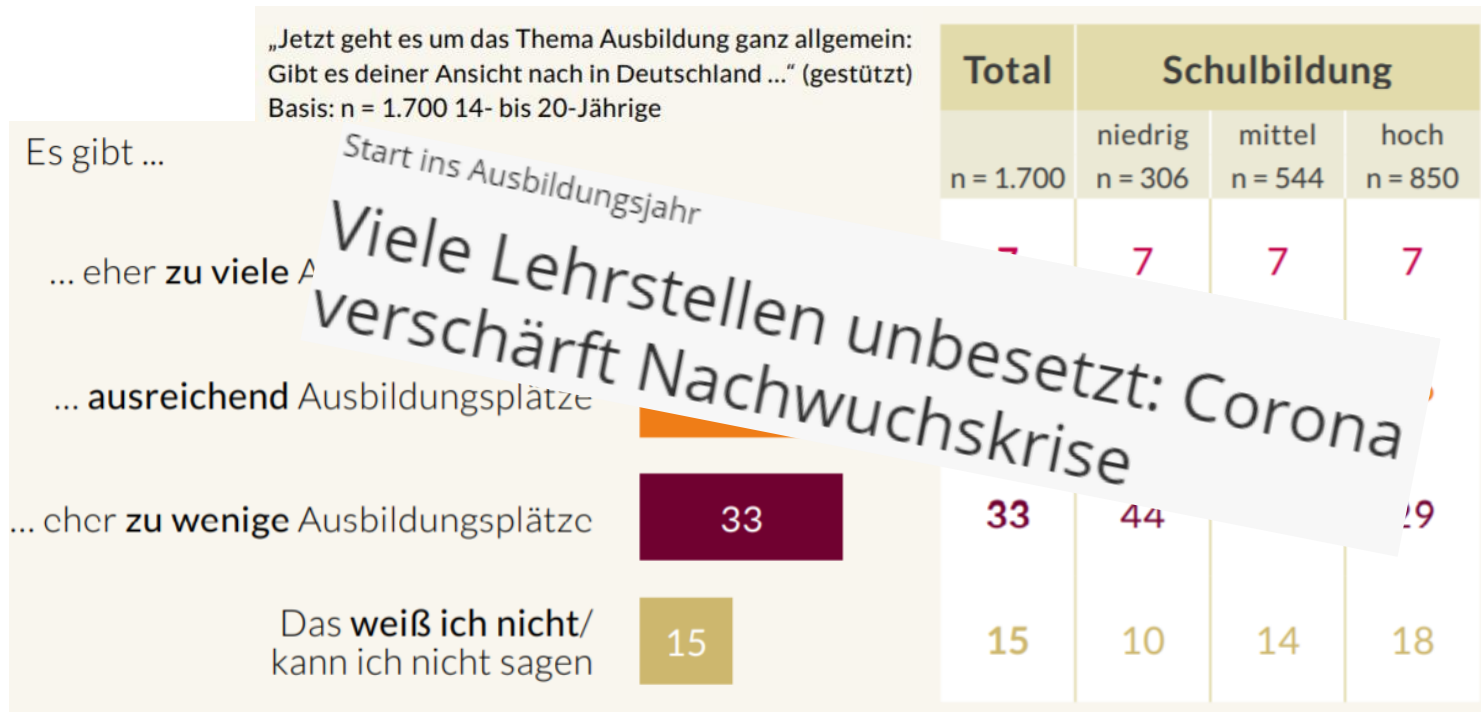 „Jetzt geht es um das Thema Ausbildung ganz allgemein:
Gibt es deiner Ansicht nach in Deutschland ...“ (gestützt)
Basis: n = 1.700 14- bis 20-Jährige
Total Schulbildung
niedrig mittel hoch
n = 1.700 n = 306 n = 544 n = 850
Es gibt ...
Start ins Ausbildungsjahr
Viele Lehrstellen unbesetzt: Corona
verschärft Nachwuchskrise
... eher zu viele
7 7 7
... ausreichend Ausbildungsplätze
... eher zu wenige Ausbildungsplätze 33 33 44 29
Das weiß ich nicht/
kann ich nicht sagen
15 15 10 14 18